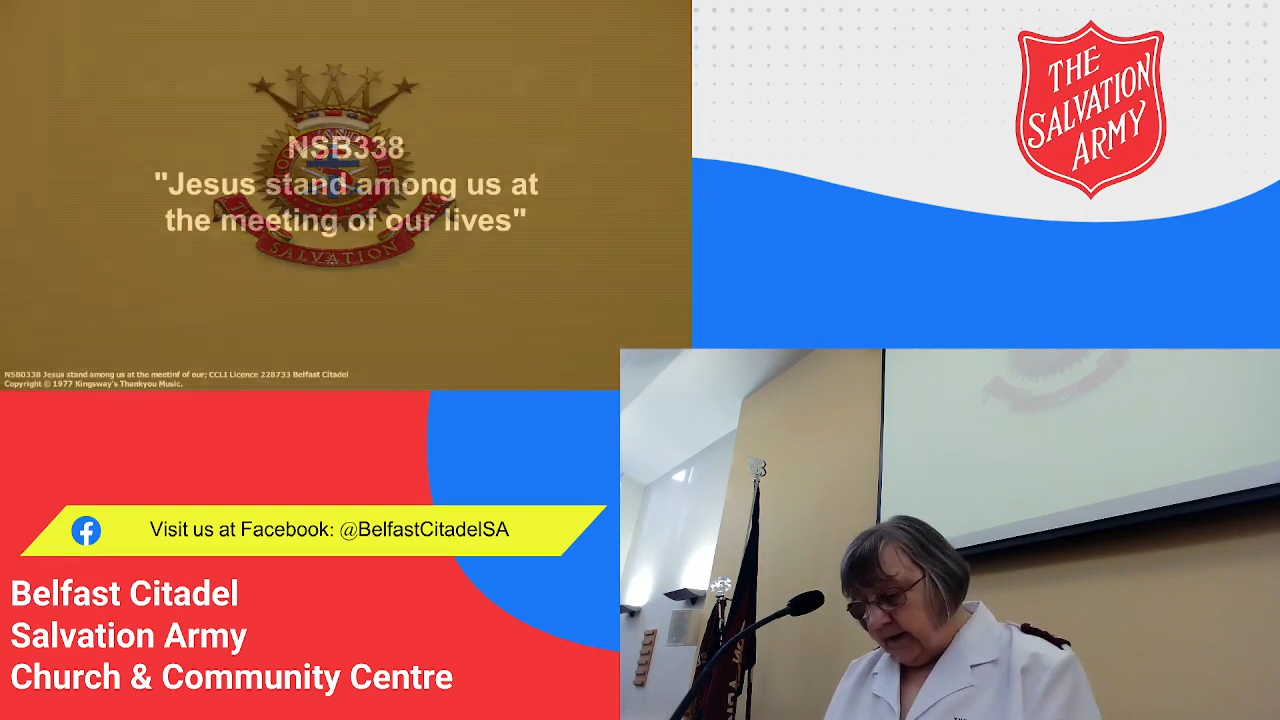 NSB338
"Jesus stand among us at
the meeting of our lives"
SALVATION
NSB0338 Jesus stand among us at the meetinf of our; CCLI Licence 228733 Belfast Citadel
Copyright © 1977 Kingsway's Thankyou Music.
THE
SALVATION
ARMY
Visit us at Facebook: @BelfastCitadelSA
Belfast Citadel
Salvation Army
Church & Community Centre